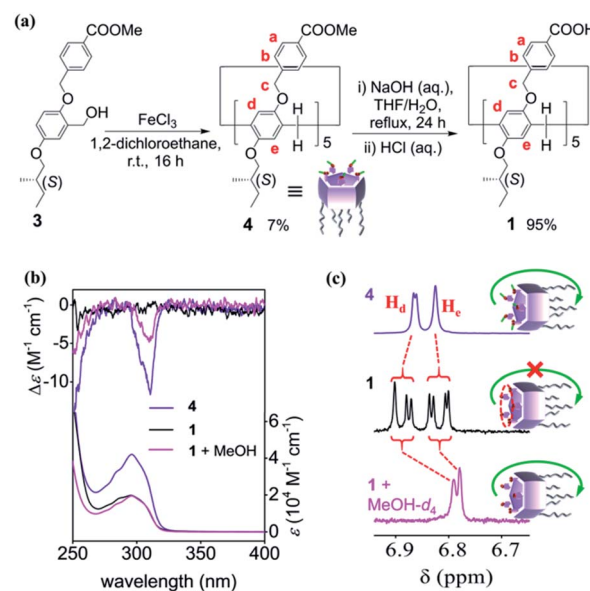 (a)
COOMe
COOMe
COOH
a
b
c
d
e
O
OH
O
H
H
5
(S)
3
FeCl3
1,2-dichloroethane,
r.t., 16 h
4 7%
≡
i) NaOH (aq.),
THF/H2O,
reflux, 24 h
ii) HCl (aq.)
a
b
c
d
e
O
O
H
H
5
(S)
1 95%
(b)
Δε (M-1 cm-1)
0
-5
-10
4
1
1 + MeOH
6
4
2
0
ε (10^4 M-1 cm-1)
250 300 350 400
wavelength (nm)
(c)
4
Hd
He
1
1 +
MeOH-d4
6.9 6.8 6.7
δ (ppm)